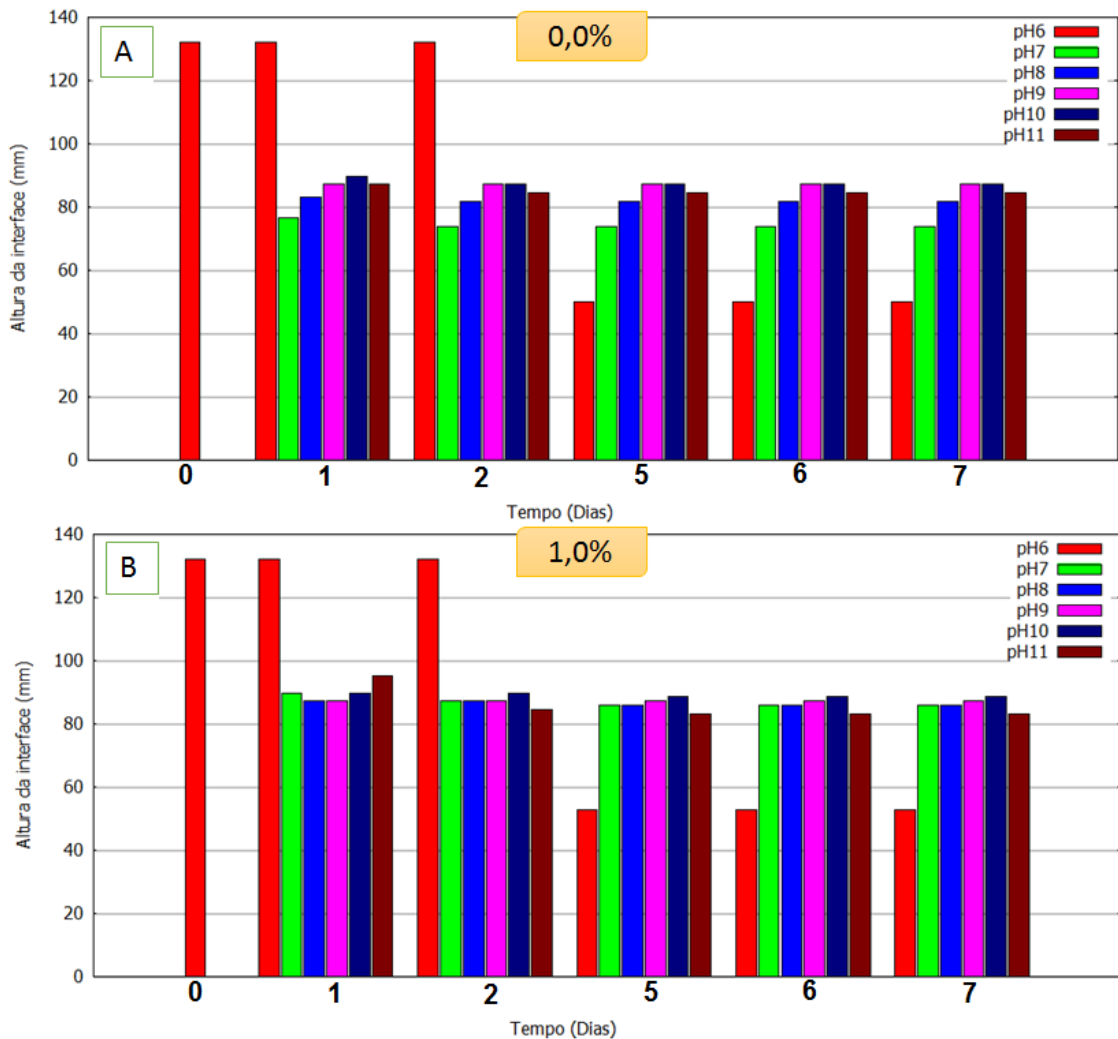 A
0,0%
pH6
pH7
pH8
pH9
pH10
pH11
Altura da interface (mm)
140
120
100
80
60
40
20
0
0 1 2 5 6 7
Tempo (Dias)
B
1,0%
pH6
pH7
pH8
pH9
pH10
pH11
Altura da interface (mm)
140
120
100
80
60
40
20
0
0 1 2 5 6 7
Tempo (Dias)